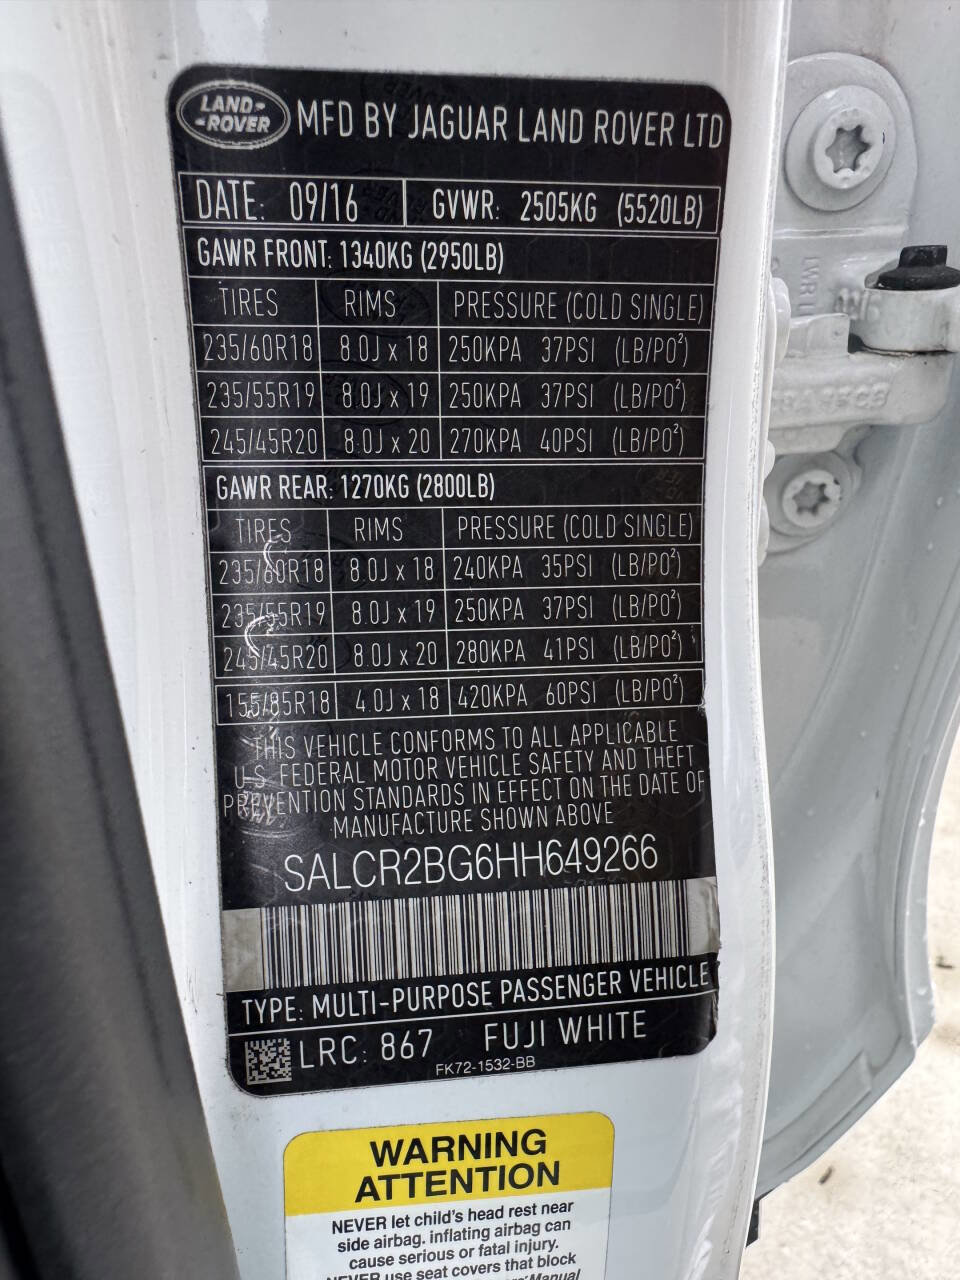 LAND-
-ROVER
MFD BY JAGUAR LAND ROVER LTD
DATE: 09/16 GVWR: 2505KG (5520LB)
GAWR FRONT: 1340KG (2950LB)
TIRES RIMS PRESSURE (COLD SINGLE)
235/60R18 8.0J x 18 250KPA 37PSI (LB/PO²)
235/55R19 8.0J x 19 250KPA 37PSI (LB/PO²)
245/45R20 8.0J x 20 270KPA 40PSI (LB/PO²)
GAWR REAR: 1270KG (2800LB)
TIRES RIMS PRESSURE (COLD SINGLE)
235/60R18 8.0J x 18 240KPA 35PSI (LB/PO²)
235/55R19 8.0J x 19 250KPA 37PSI (LB/PO²)
245/45R20 8.0J x 20 280KPA 41PSI (LB/PO²)
155/85R18 4.0J x 18 420KPA 60PSI (LB/PO²)
THIS VEHICLE CONFORMS TO ALL APPLICABLE
U.S. FEDERAL MOTOR VEHICLE SAFETY AND THEFT
PREVENTION STANDARDS IN EFFECT ON THE DATE OF
MANUFACTURE SHOWN ABOVE
SALCR2BG6HH649266
TYPE: MULTI-PURPOSE PASSENGER VEHICLE
LRC: 867 FUJI WHITE
FK72-1532-BB
WARNING
ATTENTION
NEVER let child's head rest near
side airbag. inflating airbag can
cause serious or fatal injury.
NEVER use seat covers that block
Manual